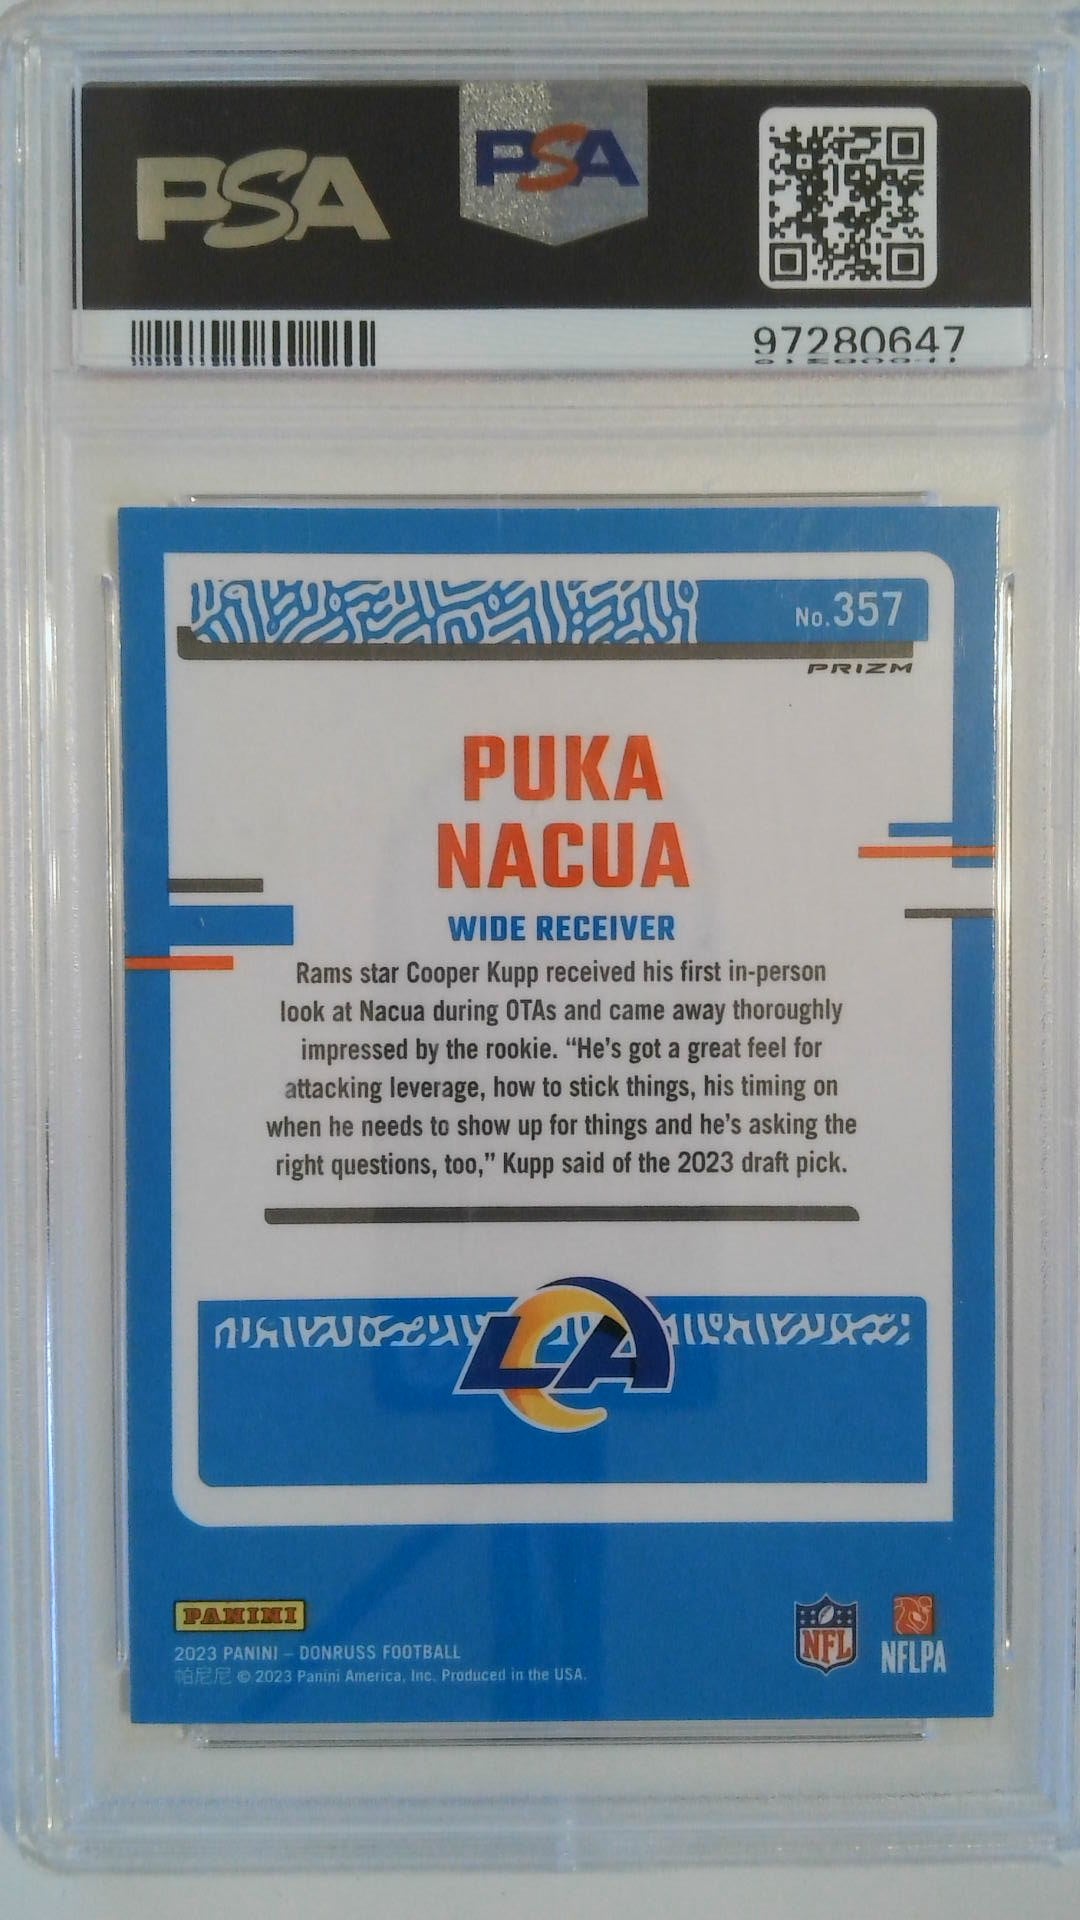 PSA
PSA
97280647
No. 357
PRIZM
PUKA
NACUA
WIDE RECEIVER
Rams star Cooper Kupp received his first in-person
look at Nacua during OTAs and came away thoroughly
impressed by the rookie. “He’s got a great feel for
attacking leverage, how to stick things, his timing on
when he needs to show up for things and he’s asking the
right questions, too,” Kupp said of the 2023 draft pick.
LA
PANINI
2023 PANINI – DONRUSS FOOTBALL
帕尼尼 © 2023 Panini America, Inc. Produced in the USA.
NFL
NFLPA